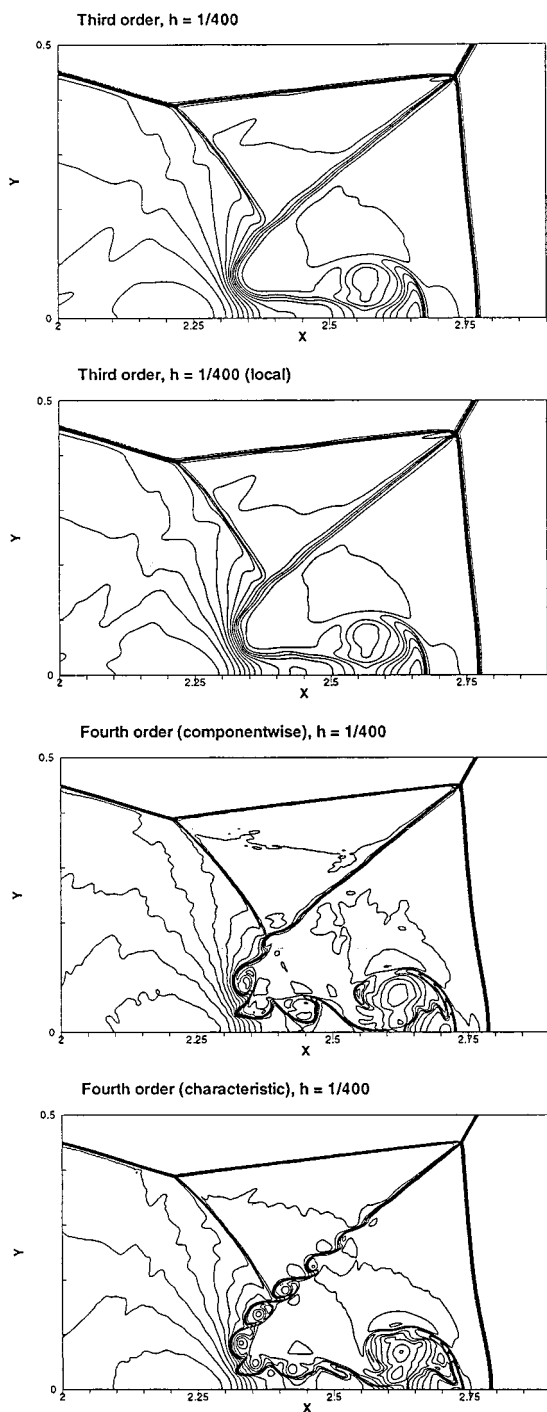 Third order, h = 1/400
0.5
Y
0
2
2.25
2.5
2.75
X
Third order, h = 1/400 (local)
0.5
Y
0
2
2.25
2.5
2.75
X
Fourth order (componentwise), h = 1/400
0.5
Y
0
2
2.25
2.5
2.75
X
Fourth order (characteristic), h = 1/400
0.5
Y
0
2
2.25
2.5
2.75
X